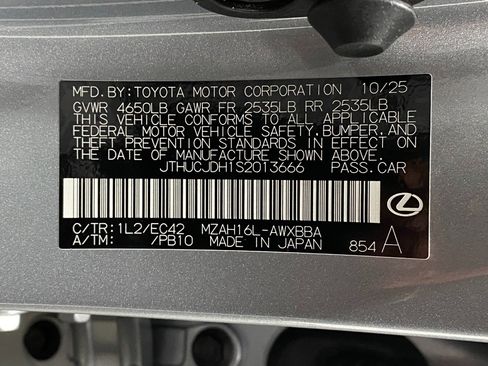 MFD. BY: TOYOTA MOTOR CORPORATION 10/25
GVWR 4650LB GAWR FR 2535LB RR 2535LB
THIS VEHICLE CONFORMS TO ALL APPLICABLE
FEDERAL MOTOR VEHICLE SAFETY, BUMPER, AND
THEFT PREVENTION STANDARDS IN EFFECT ON
THE DATE OF MANUFACTURE SHOWN ABOVE.
JTHUCJDH1S2013666 PASS. CAR
C/TR: 1L2/EC42 MZAH16L-AWXBBA
A/TM: /PB10 MADE IN JAPAN 854 A